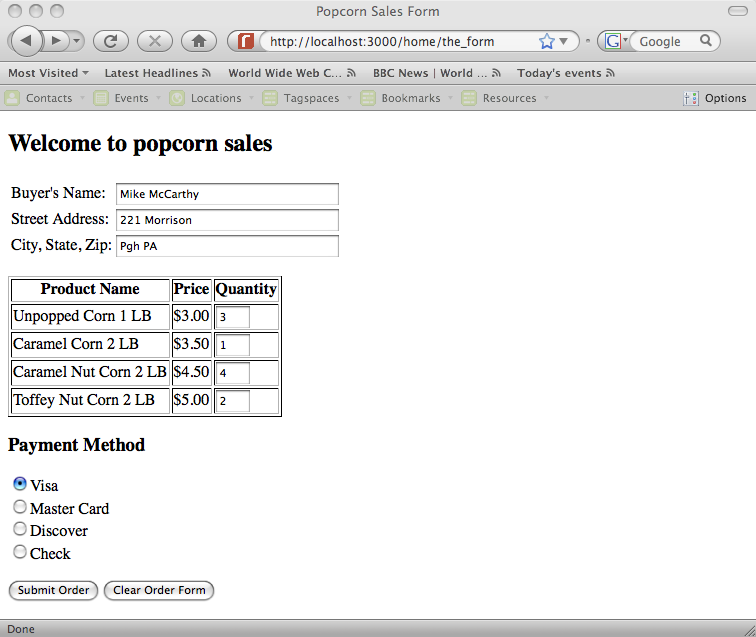 Popcorn Sales Form
http://localhost:3000/home/the_form
G Google
Most Visited Latest Headlines World Wide Web C... BBC News | World ... Today's events
Contacts Events Locations Tagspaces Bookmarks Resources Options
Welcome to popcorn sales
Buyer's Name: Mike McCarthy
Street Address: 221 Morrison
City, State, Zip: Pgh PA
Product Name Price Quantity
Unpopped Corn 1 LB $3.00 3
Caramel Corn 2 LB $3.50 1
Caramel Nut Corn 2 LB $4.50 4
Toffey Nut Corn 2 LB $5.00 2
Payment Method
Visa
Master Card
Discover
Check
Submit Order Clear Order Form
Done